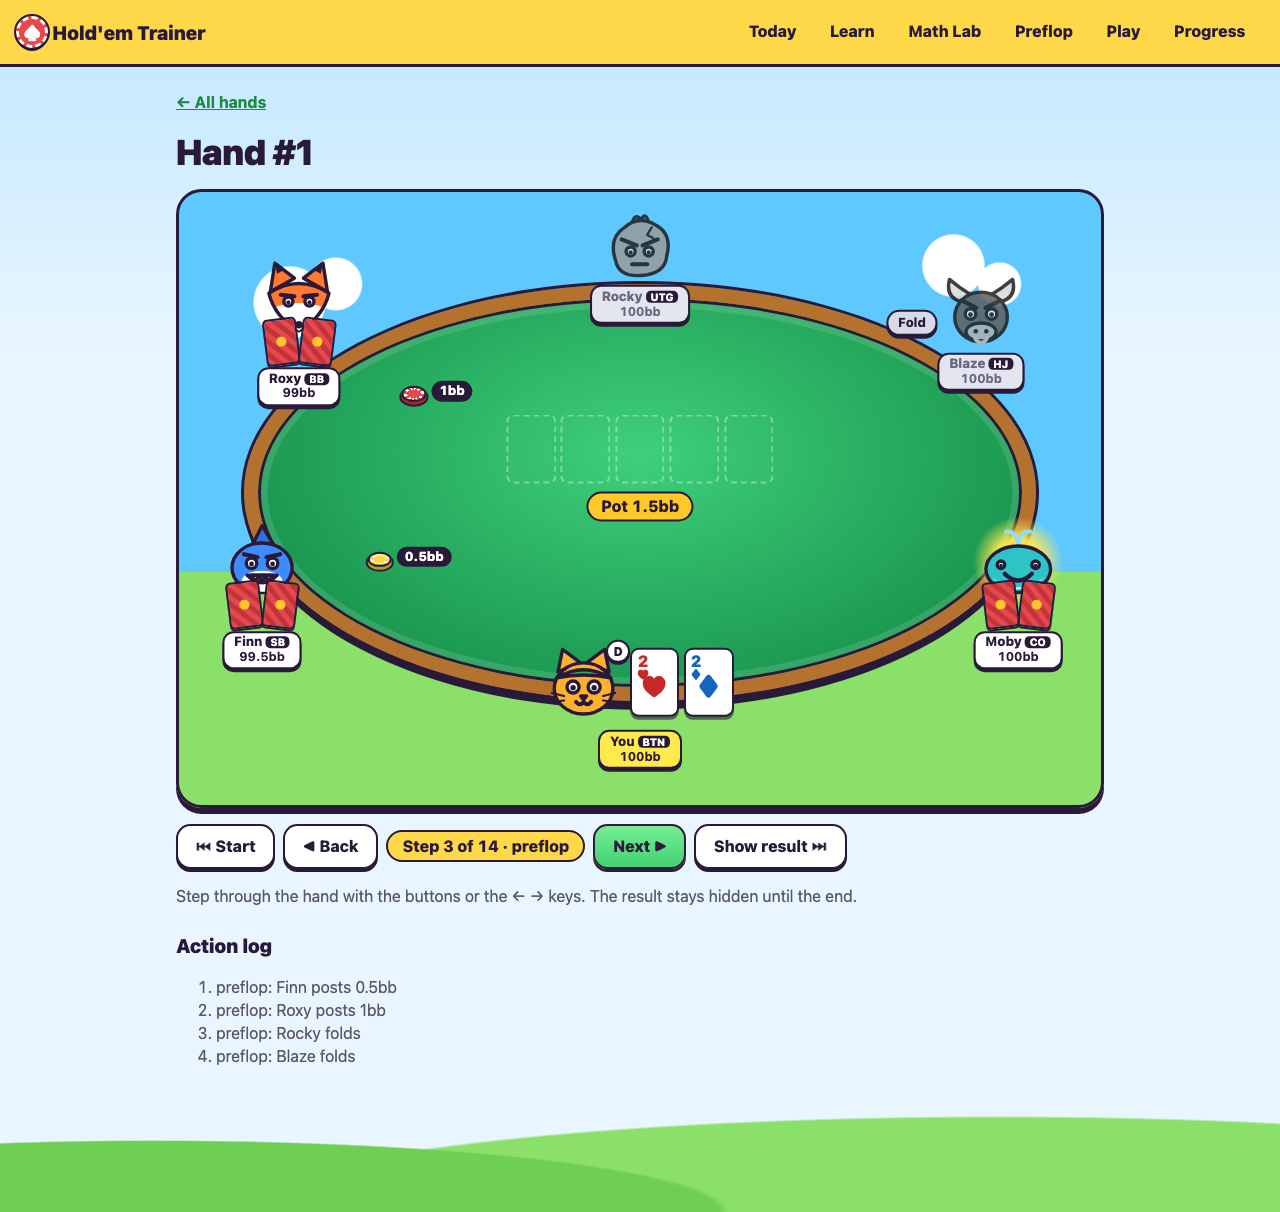 Hold'em Trainer
Today
Learn
Math Lab
Preflop
Play
Progress
← All hands
Hand #1
Rocky UTG
100bb
Fold
Blaze HJ
100bb
Roxy BB
99bb
1bb
Pot 1.5bb
0.5bb
Finn SB
99.5bb
Moby CO
100bb
D
2
2
You BTN
100bb
⏮ Start
◀ Back
Step 3 of 14 · preflop
Next ▶
Show result ⏭
Step through the hand with the buttons or the ← → keys. The result stays hidden until the end.
Action log
1. preflop: Finn posts 0.5bb
2. preflop: Roxy posts 1bb
3. preflop: Rocky folds
4. preflop: Blaze folds